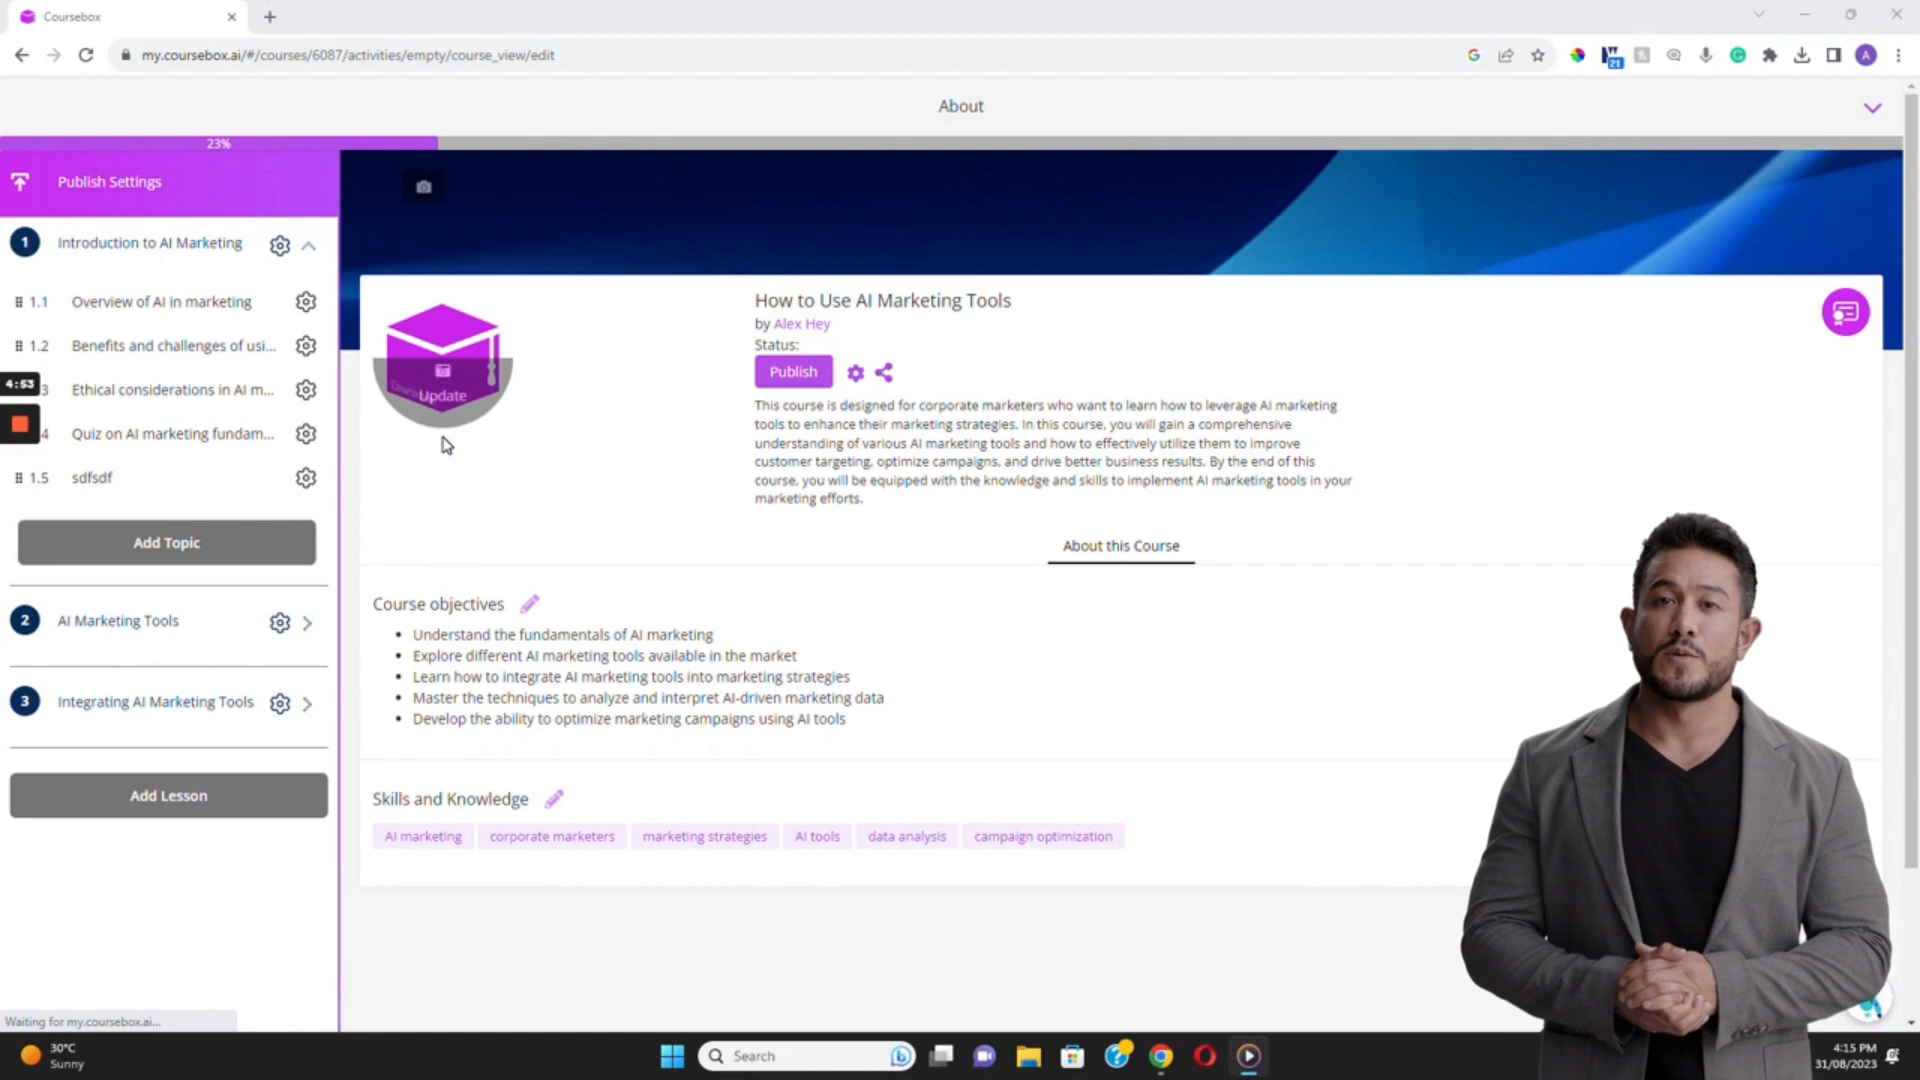 Coursebox
my.coursebox.ai/#/courses/6087/activities/empty/course_view/edit
21
A
About
23%
Publish Settings
1 Introduction to AI Marketing
1.1 Overview of AI in marketing
1.2 Benefits and challenges of usi...
4:53
3 Ethical considerations in AI m...
4 Quiz on AI marketing fundam...
1.5 sdfsdf
Add Topic
2 AI Marketing Tools
3 Integrating AI Marketing Tools
Add Lesson
Update
How to Use AI Marketing Tools
by Alex Hey
Status:
Publish
This course is designed for corporate marketers who want to learn how to leverage AI marketing
tools to enhance their marketing strategies. In this course, you will gain a comprehensive
understanding of various AI marketing tools and how to effectively utilize them to improve
customer targeting, optimize campaigns, and drive better business results. By the end of this
course, you will be equipped with the knowledge and skills to implement AI marketing tools in your
marketing efforts.
About this Course
Course objectives
Understand the fundamentals of AI marketing
Explore different AI marketing tools available in the market
Learn how to integrate AI marketing tools into marketing strategies
Master the techniques to analyze and interpret AI-driven marketing data
Develop the ability to optimize marketing campaigns using AI tools
Skills and Knowledge
AI marketing
corporate marketers
marketing strategies
AI tools
data analysis
campaign optimization
Waiting for my.coursebox.ai...
30°C
Sunny
Search
4:15 PM
31/08/2023